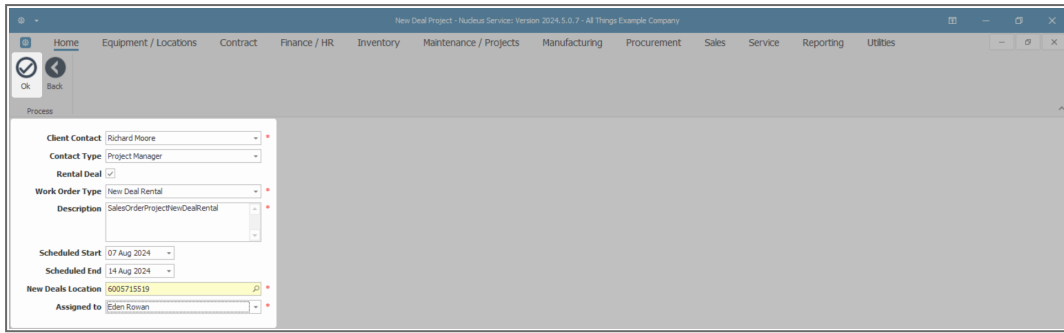 New Deal Project - Nucleus Service: Version 2024.5.0.7 - All Things Example Company
Home Equipment / Locations Contract Finance / HR Inventory Maintenance / Projects Manufacturing Procurement Sales Service Reporting Utilities
Ok Back
Process
Client Contact Richard Moore *
Contact Type Project Manager
Rental Deal
Work Order Type New Deal Rental *
Description SalesOrderProjectNewDealRental *
Scheduled Start 07 Aug 2024
Scheduled End 14 Aug 2024
New Deals Location 6005715519 *
Assigned to Eden Rowan *